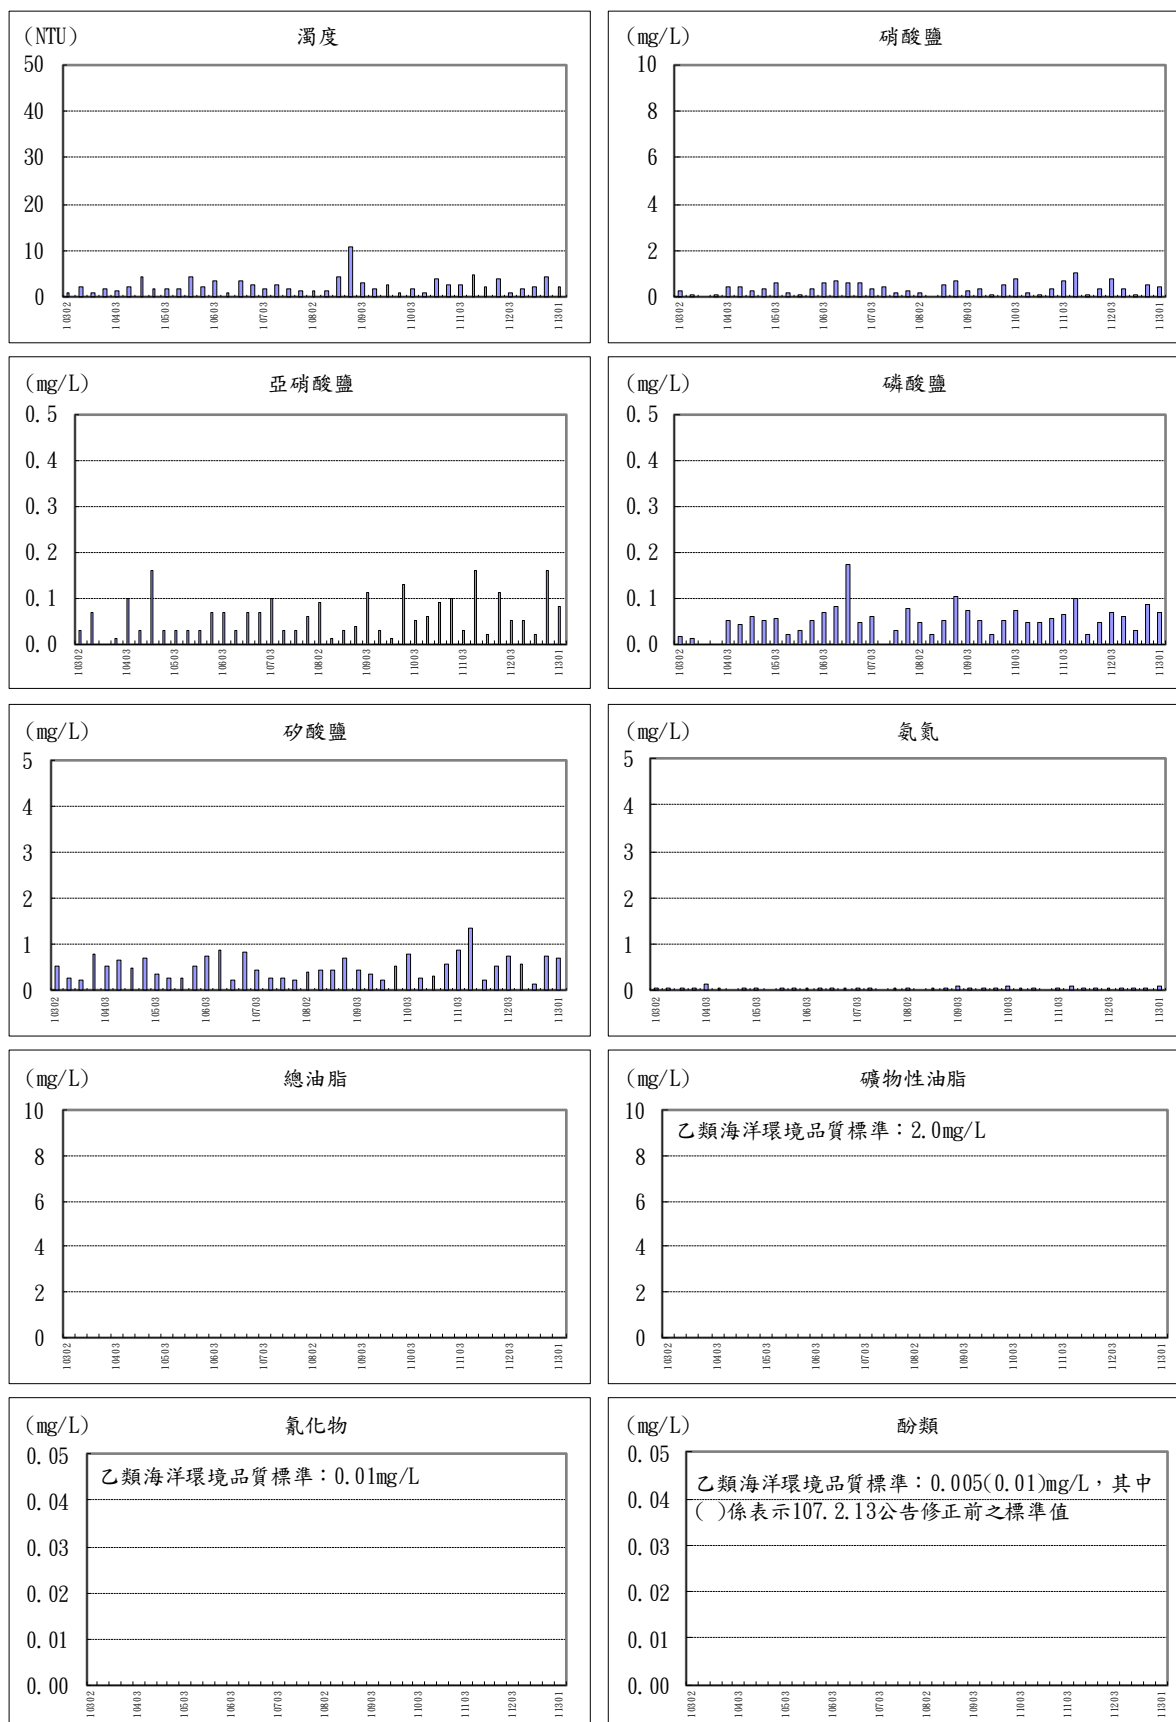 (NTU) 濁度
50
40
30
20
10
0
10302 10403 10503 10603 10703 10802 10903 11003 11103 11203 11301
(mg/L) 硝酸鹽
10
8
6
4
2
0
10302 10403 10503 10603 10703 10802 10903 11003 11103 11203 11301
(mg/L) 亞硝酸鹽
0.5
0.4
0.3
0.2
0.1
0.0
10302 10403 10503 10603 10703 10802 10903 11003 11103 11203 11301
(mg/L) 磷酸鹽
0.5
0.4
0.3
0.2
0.1
0.0
10302 10403 10503 10603 10703 10802 10903 11003 11103 11203 11301
(mg/L) 矽酸鹽
5
4
3
2
1
0
10302 10403 10503 10603 10703 10802 10903 11003 11103 11203 11301
(mg/L) 氨氮
5
4
3
2
1
0
10302 10403 10503 10603 10703 10802 10903 11003 11103 11203 11301
(mg/L) 總油脂
10
8
6
4
2
0
10302 10403 10503 10603 10703 10802 10903 11003 11103 11203 11301
(mg/L) 礦物性油脂
乙類海洋環境品質標準：2.0mg/L
10
8
6
4
2
0
10302 10403 10503 10603 10703 10802 10903 11003 11103 11203 11301
(mg/L) 氰化物
乙類海洋環境品質標準：0.01mg/L
0.05
0.04
0.03
0.02
0.01
0.00
10302 10403 10503 10603 10703 10802 10903 11003 11103 11203 11301
(mg/L) 酚類
乙類海洋環境品質標準：0.005(0.01)mg/L，其中
( )係表示107.2.13公告修正前之標準值
0.05
0.04
0.03
0.02
0.01
0.00
10302 10403 10503 10603 10703 10802 10903 11003 11103 11203 11301